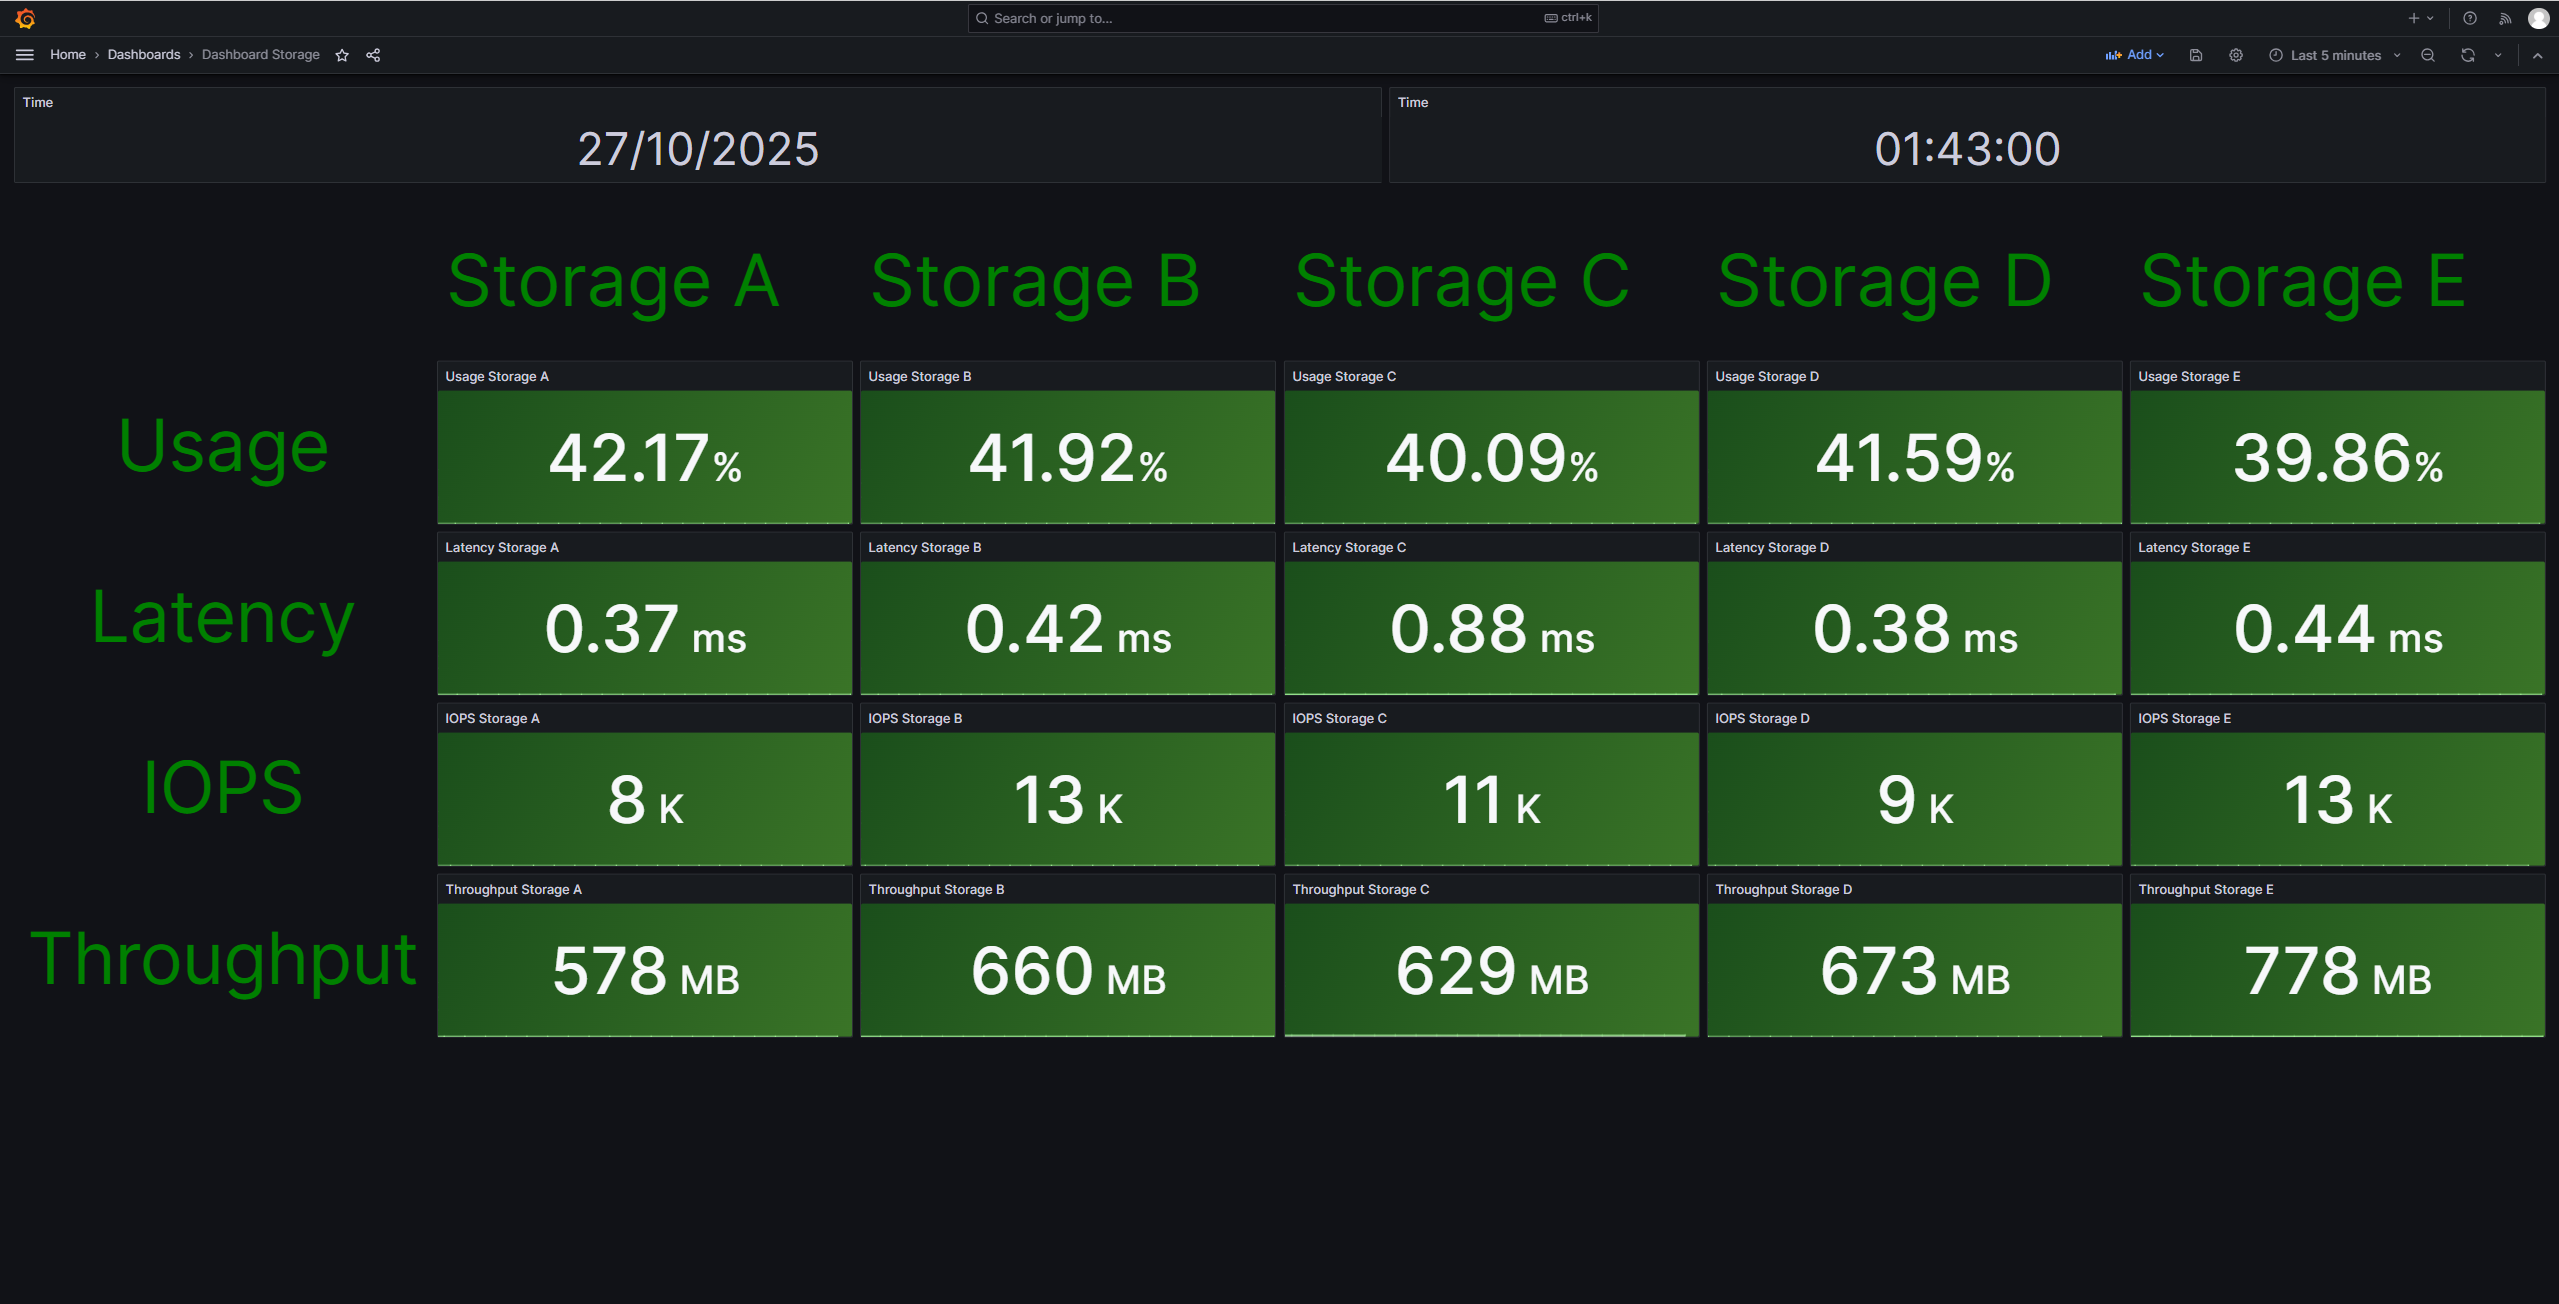 Search or jump to... ctrl+k
Home › Dashboards › Dashboard Storage Add Last 5 minutes
Time Time
27/10/2025 01:43:00
Storage A Storage B Storage C Storage D Storage E
Usage Storage A Usage Storage B Usage Storage C Usage Storage D Usage Storage E
Usage 42.17% 41.92% 40.09% 41.59% 39.86%
Latency Storage A Latency Storage B Latency Storage C Latency Storage D Latency Storage E
Latency 0.37 ms 0.42 ms 0.88 ms 0.38 ms 0.44 ms
IOPS Storage A IOPS Storage B IOPS Storage C IOPS Storage D IOPS Storage E
IOPS 8 K 13 K 11 K 9 K 13 K
Throughput Storage A Throughput Storage B Throughput Storage C Throughput Storage D Throughput Storage E
Throughput 578 MB 660 MB 629 MB 673 MB 778 MB